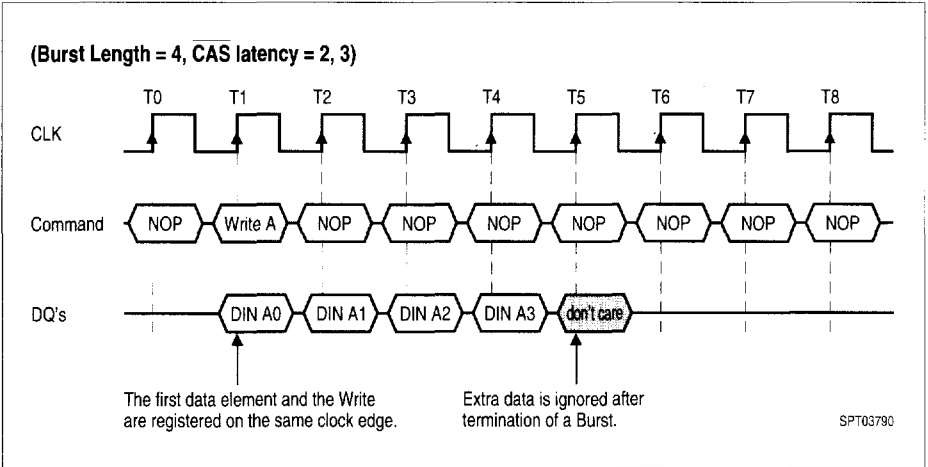 (Burst Length = 4, CAS latency = 2, 3)
T0 T1 T2 T3 T4 T5 T6 T7 T8
CLK
Command NOP Write A NOP NOP NOP NOP NOP NOP NOP
DQ's DIN A0 DIN A1 DIN A2 DIN A3 don't care
The first data element and the Write
are registered on the same clock edge.
Extra data is ignored after
termination of a Burst.
SPT03790